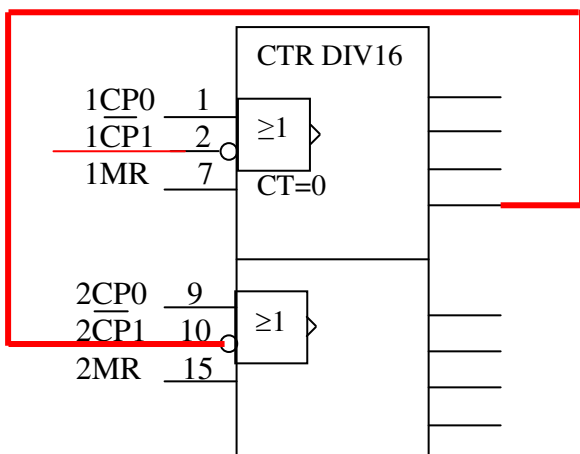 CTR DIV16
1CP0 1
≥1
1CP1 2
1MR 7
CT=0
2CP0 9
≥1
2CP1 10
2MR 15